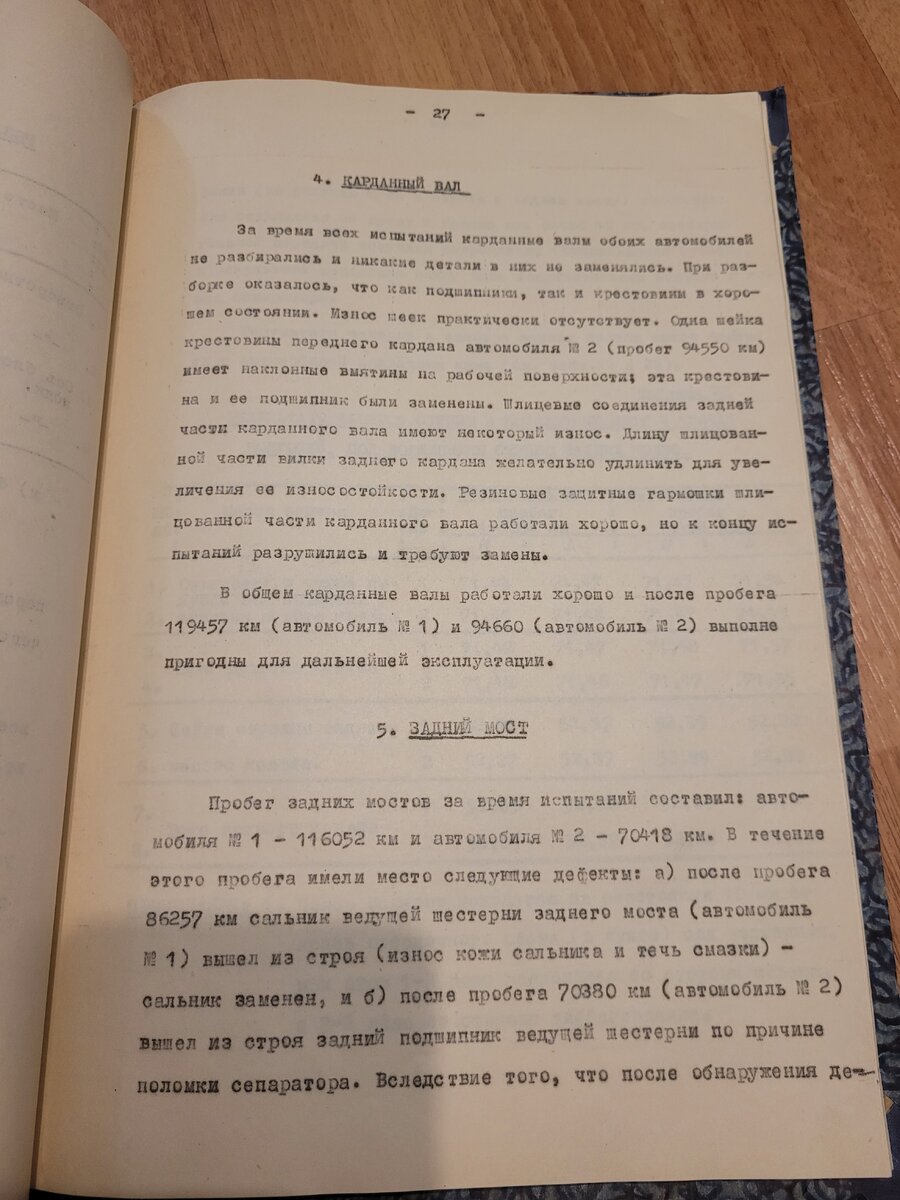 - 27 -
4. КАРДАННЫЙ ВАЛ
За время всех испытаний карданные валы обоих автомобилей
не разбирались и никакие детали в них не заменялись. При раз-
борке оказалось, что как подшипники, так и крестовины в хоро-
шем состоянии. Износ шеек практически отсутствует. Одна шейка
крестовины переднего кардана автомобиля № 2 (пробег 94550 км)
имеет наклонные вмятины на рабочей поверхности; эта крестови-
на и ее подшипник были заменены. Шлицевые соединения задней
части карданного вала имеют некоторый износ. Длину шлицован-
ной части вилки заднего кардана желательно удлинить для уве-
личения ее износостойкости. Резиновые защитные гармошки шли-
цованной части карданного вала работали хорошо, но к концу ис-
пытаний разрушились и требуют замены.
В общем карданные валы работали хорошо и после пробега
119457 км (автомобиль № 1) и 94660 (автомобиль № 2) выполне
пригодны для дальнейшей эксплуатации.
5. ЗАДНИЙ МОСТ
Пробег задних мостов за время испытаний составил: авто-
мобиля № 1 - 116052 км и автомобиля № 2 - 70418 км. В течение
этого пробега имели место следующие дефекты: а) после пробега
86257 км сальник ведущей шестерни заднего моста (автомобиль
№ 1) вышел из строя (износ кожи сальника и течь смазки) -
сальник заменен, и б) после пробега 70380 км (автомобиль № 2)
вышел из строя задний подшипник ведущей шестерни по причине
поломки сепаратора. Вследствие того, что после обнаружения де-